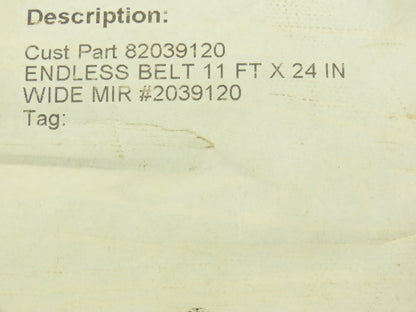 Description:
Cust Part 82039120
ENDLESS BELT 11 FT X 24 IN
WIDE MIR #2039120
Tag: